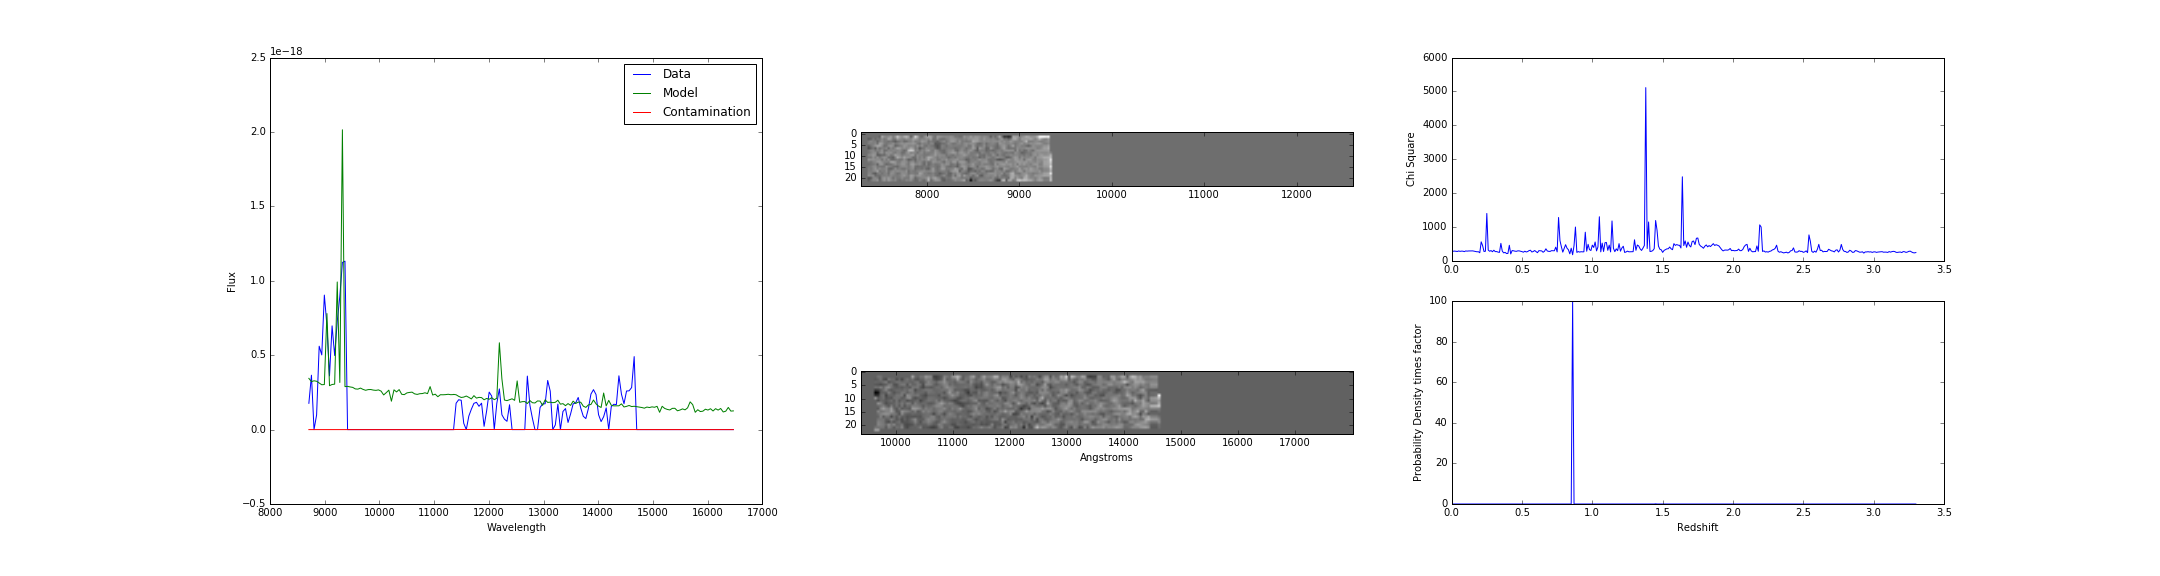 1e−18
2.5
2.0
1.5
1.0
0.5
0.0
−0.5
Flux
8000 9000 10000 11000 12000 13000 14000 15000 16000 17000
Wavelength
Data
Model
Contamination
0
5
10
15
20
8000 9000 10000 11000 12000
0
5
10
15
20
10000 11000 12000 13000 14000 15000 16000 17000
Angstroms
6000
5000
4000
3000
2000
1000
0
Chi Square
0.0 0.5 1.0 1.5 2.0 2.5 3.0 3.5
100
80
60
40
20
0
Probability Density times factor
0.0 0.5 1.0 1.5 2.0 2.5 3.0 3.5
Redshift